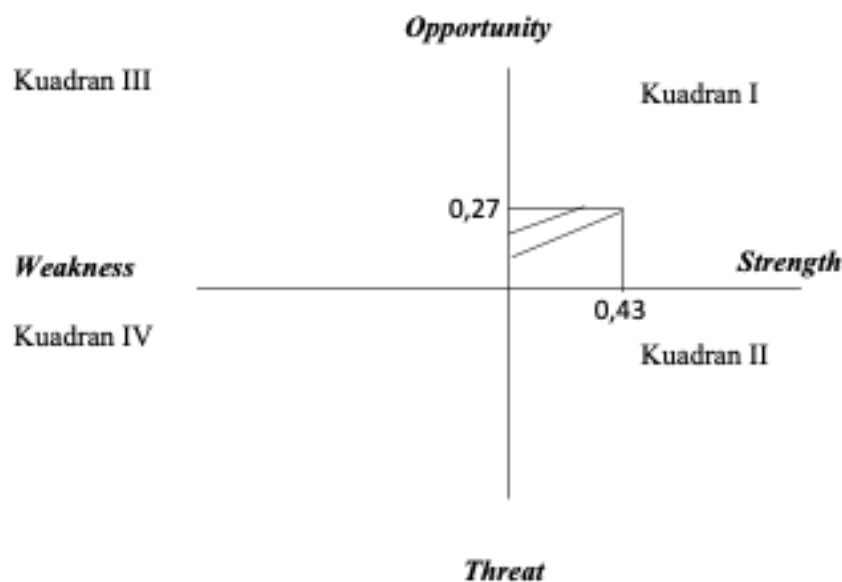 Opportunity
Kuadran III
Kuadran I
0,27
Weakness
Strength
0,43
Kuadran IV
Kuadran II
Threat